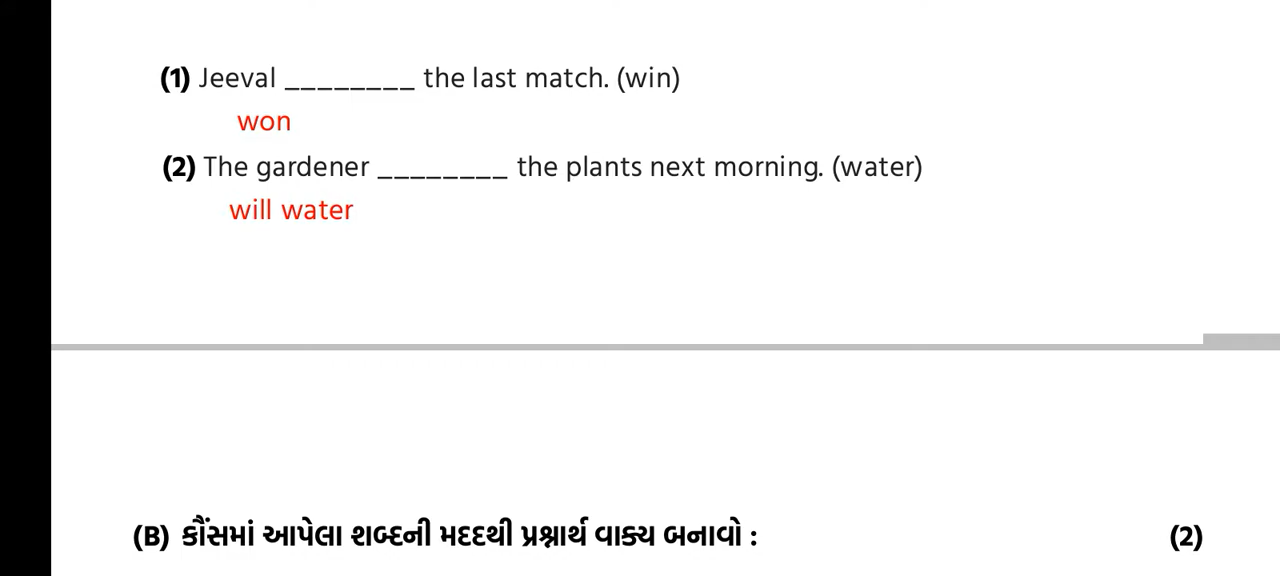 (1) Jeeval ________ the last match. (win)
won
(2) The gardener ________ the plants next morning. (water)
will water
(B) કૌંસમાં આપેલા શબ્દની મદદથી પ્રશ્નાર્થ વાક્ય બનાવો : (2)